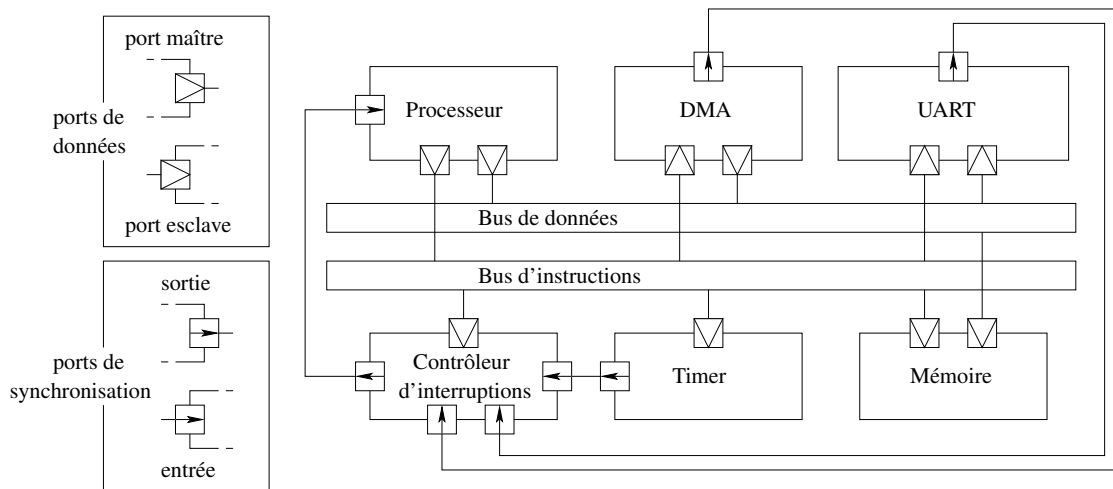 port maître
ports de
données
port esclave
sortie
ports de
synchronisation
entrée
Processeur
DMA
UART
Bus de données
Bus d'instructions
Contrôleur
d'interruptions
Timer
Mémoire